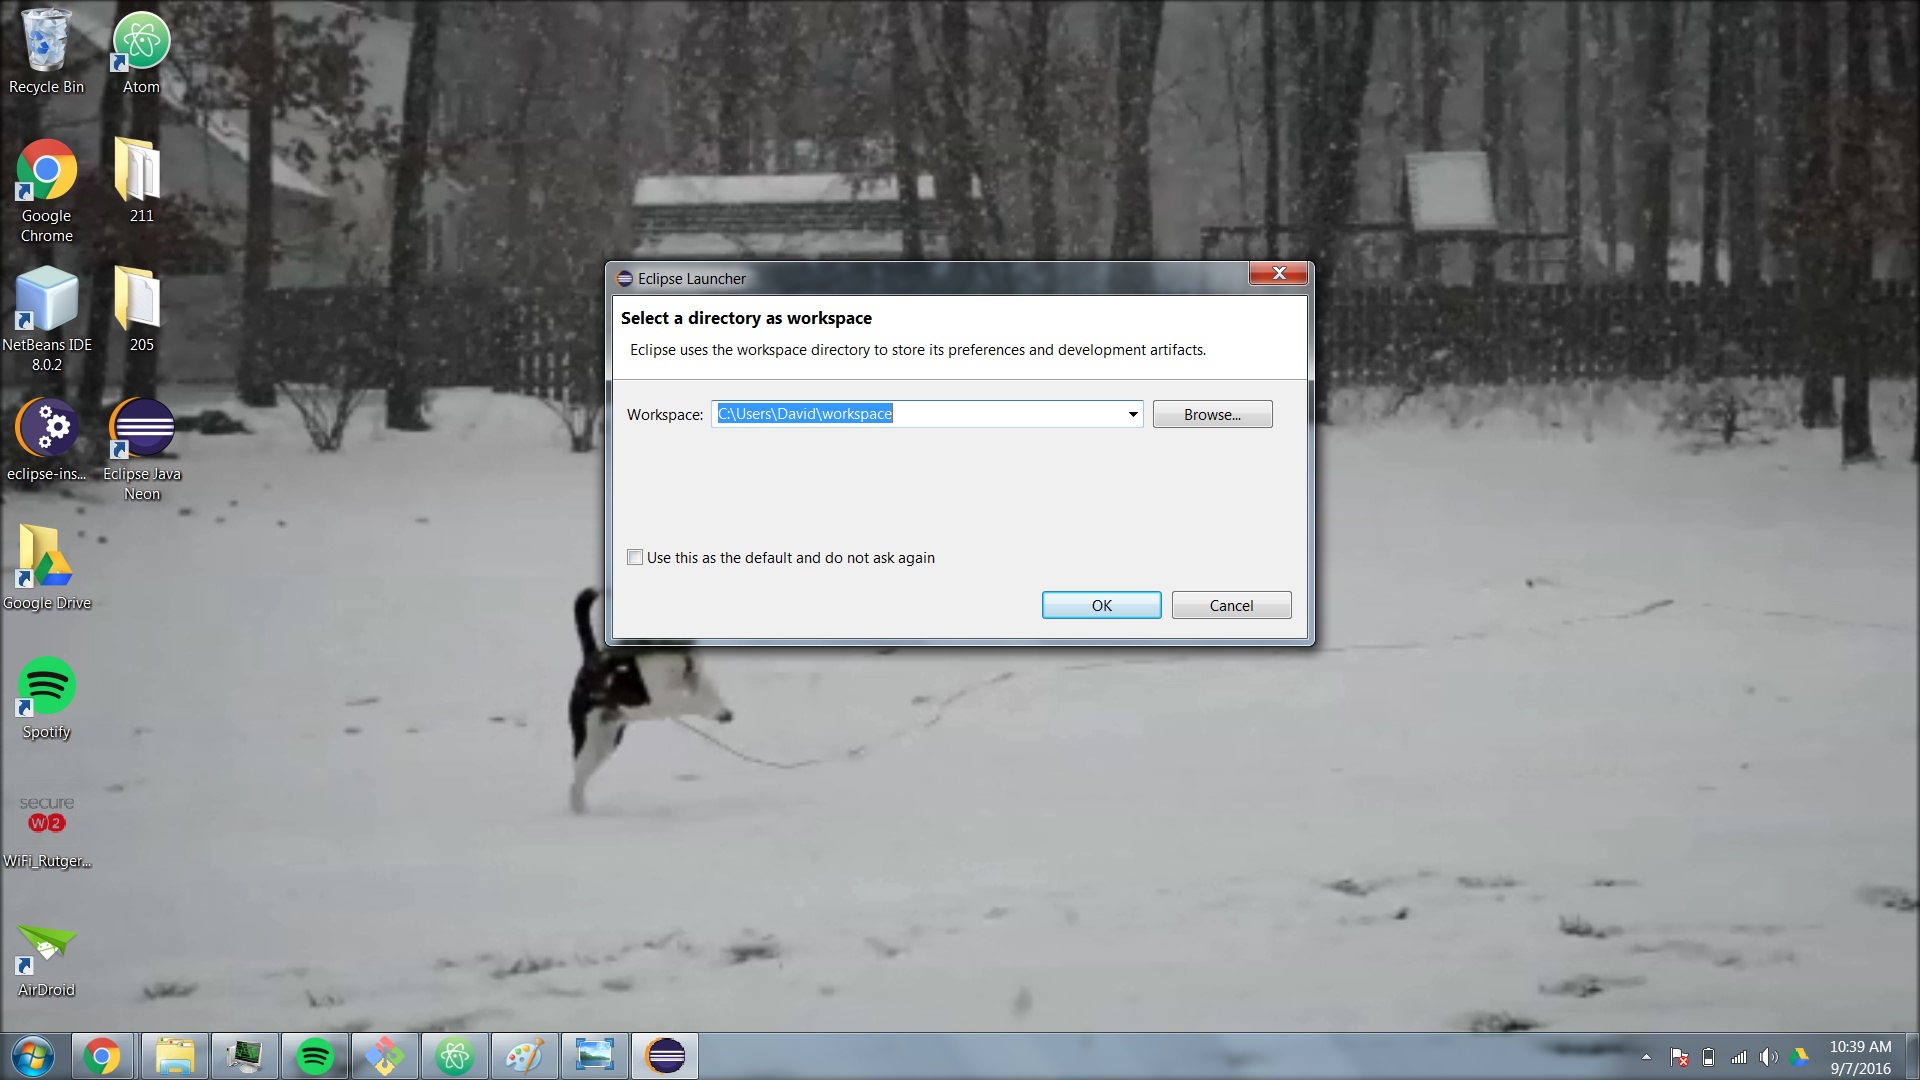 Recycle Bin
Atom
Google
Chrome
211
NetBeans IDE
8.0.2
205
eclipse-ins...
Eclipse Java
Neon
Google Drive
Spotify
secure
W2
WiFi_Rutger...
AirDroid
Eclipse Launcher
Select a directory as workspace
Eclipse uses the workspace directory to store its preferences and development artifacts.
Workspace: C:\Users\David\workspace Browse...
Use this as the default and do not ask again
OK Cancel
10:39 AM
9/7/2016